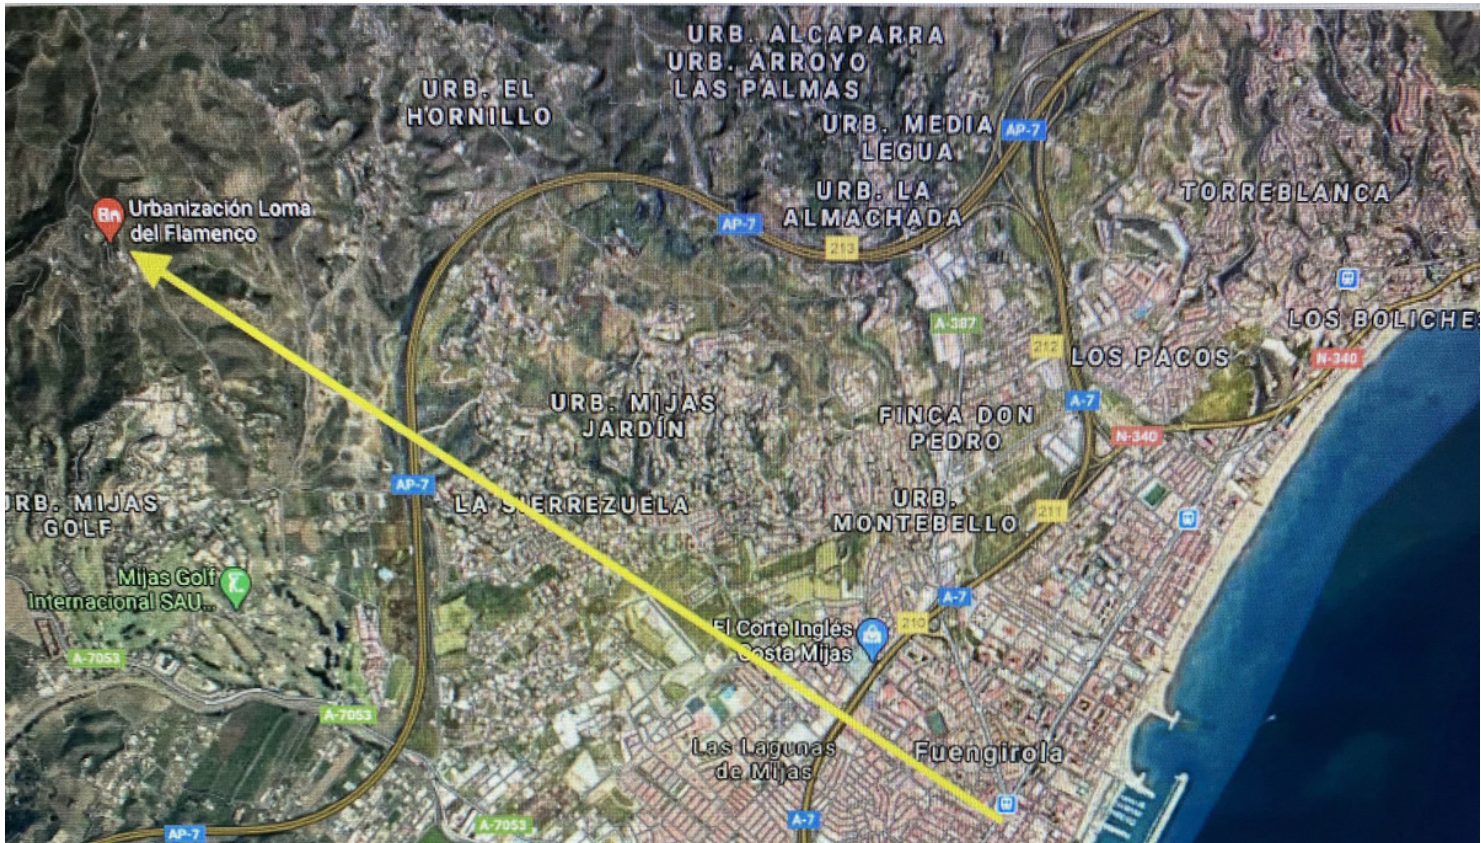 URB. ALCAPARRA
URB. ARROYO
LAS PALMAS
URB. EL
HORNILLO
URB. MEDIA
LEGUA
AP-7
URB. LA
ALMACHADA
TORREBLANCA
Urbanización Loma
del Flamenco
AP-7
213
A-387
212
LOS PACOS
LOS BOLICHES
N-340
URB. MIJAS
JARDÍN
FINCA DON
PEDRO
A-7
N-340
AP-7
LA SIERREZUELA
URB. MIJAS
GOLF
URB.
MONTEBELLO
211
Mijas Golf
Internacional SAU...
A-7
210
El Corte Inglés
Costa Mijas
A-7053
A-7053
Las Lagunas
de Mijas
Fuengirola
A-7053
A-7
AP-7